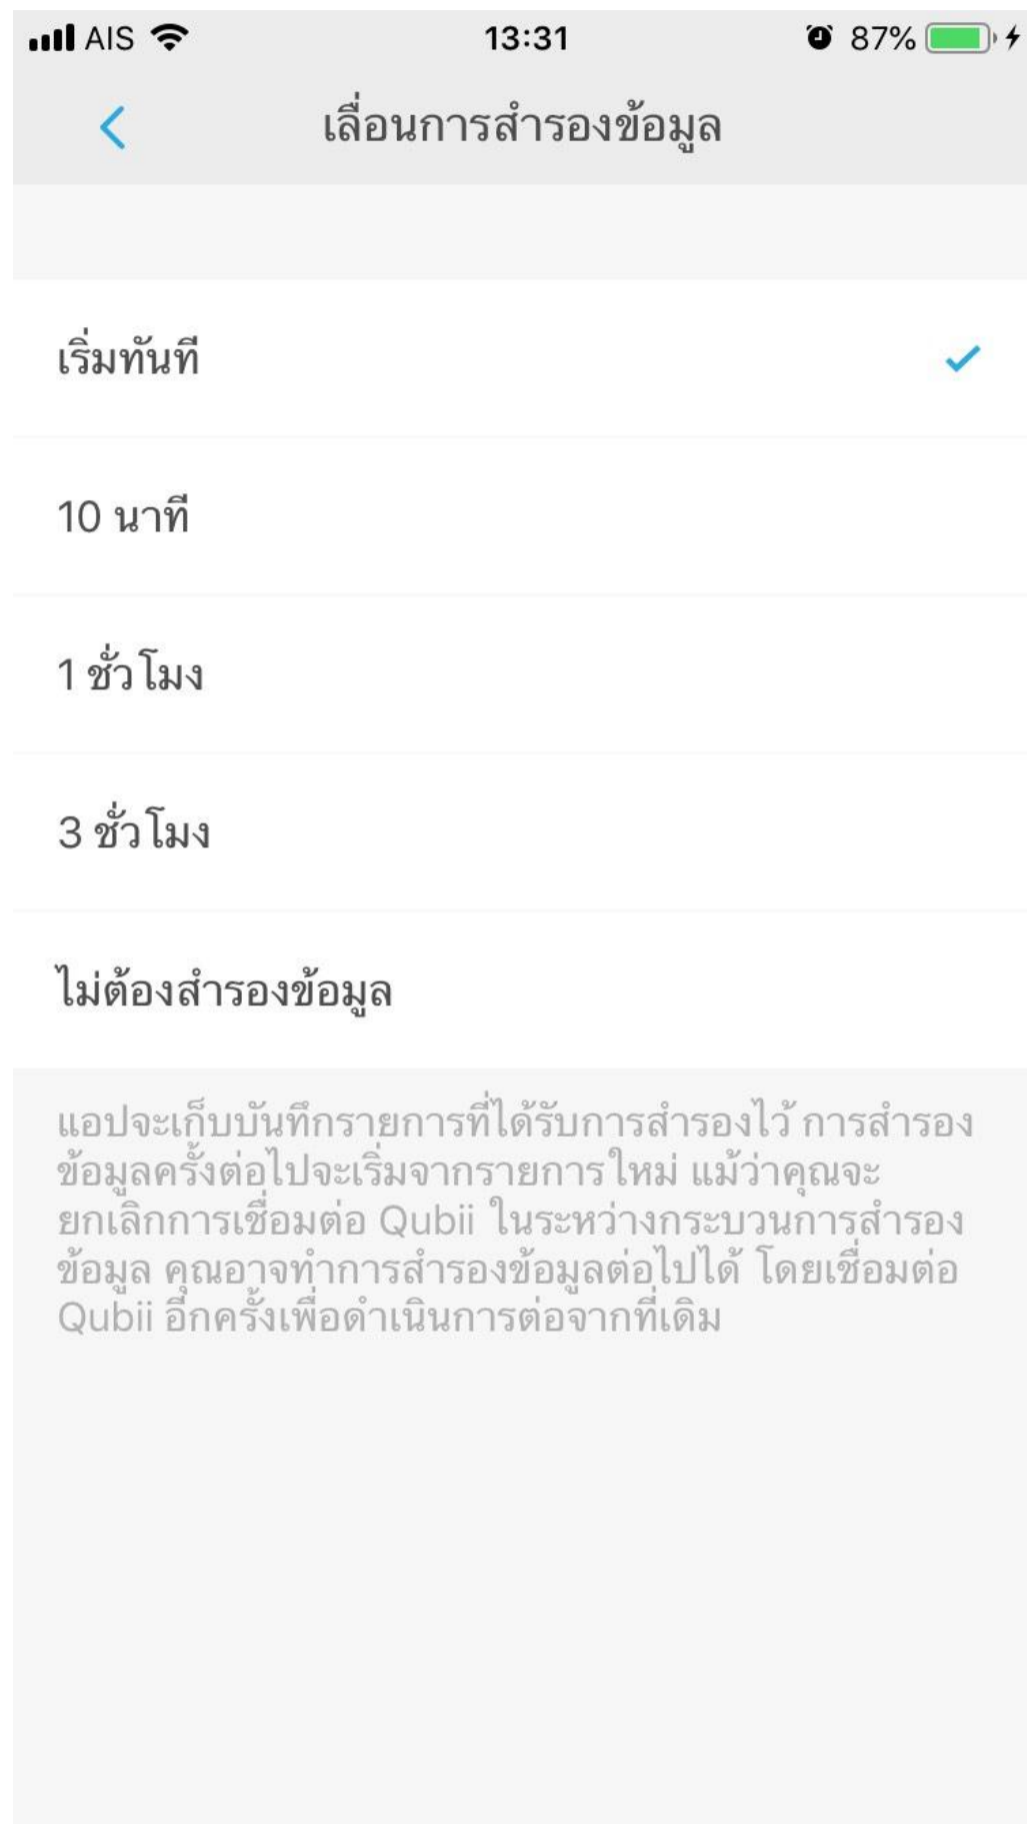 AIS 13:31 87%
เลื่อนการสำรองข้อมูล
เริ่มทันที
10 นาที
1 ชั่วโมง
3 ชั่วโมง
ไม่ต้องสำรองข้อมูล
แอปจะเก็บบันทึกรายการที่ได้รับการสำรองไว้ การสำรอง
ข้อมูลครั้งต่อไปจะเริ่มจากรายการใหม่ แม้ว่าคุณจะ
ยกเลิกการเชื่อมต่อ Qubii ในระหว่างกระบวนการสำรอง
ข้อมูล คุณอาจทำการสำรองข้อมูลต่อไปได้ โดยเชื่อมต่อ
Qubii อีกครั้งเพื่อดำเนินการต่อจากที่เดิม